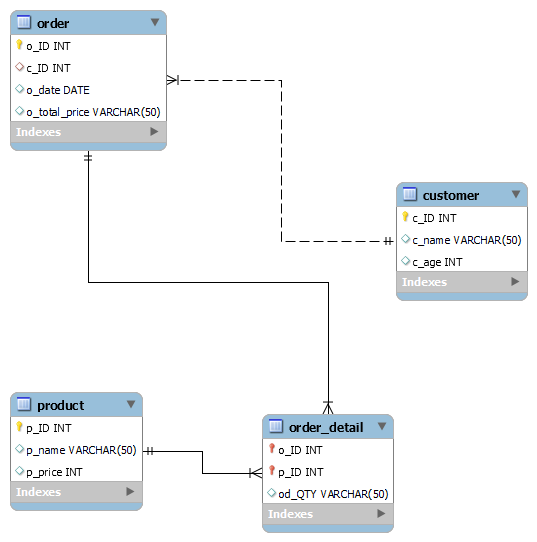 order
o_ID INT
c_ID INT
o_date DATE
o_total_price VARCHAR(50)
Indexes
customer
c_ID INT
c_name VARCHAR(50)
c_age INT
Indexes
product
p_ID INT
p_name VARCHAR(50)
p_price INT
Indexes
order_detail
o_ID INT
p_ID INT
od_QTY VARCHAR(50)
Indexes